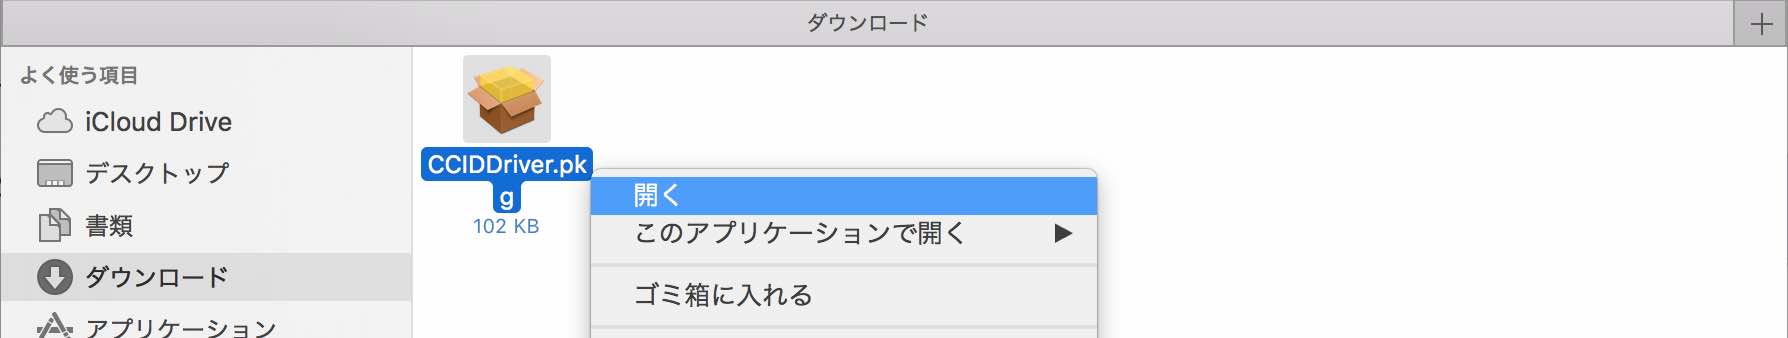 ダウンロード
よく使う項目
iCloud Drive
デスクトップ
書類
ダウンロード
アプリケーション
CCIDDriver.pk
g
102 KB
開く
このアプリケーションで開く
ゴミ箱に入れる